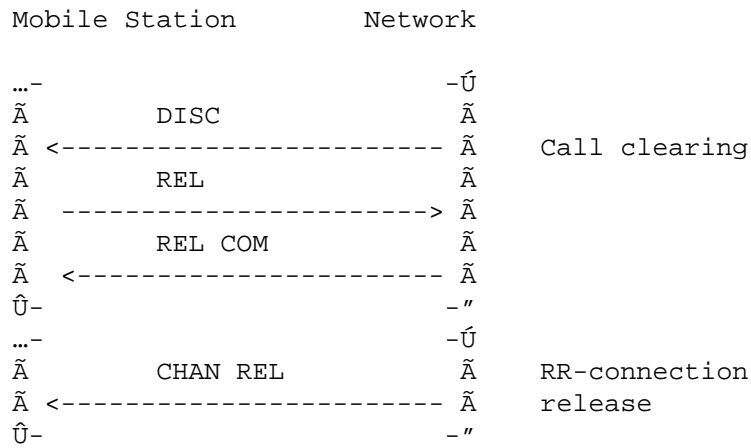 Mobile Station        Network
…-                         -Ú
Ã        DISC               Ã
Ã <------------------------ Ã    Call clearing
Ã        REL                Ã
Ã  -----------------------> Ã
Ã        REL COM            Ã
Ã  <----------------------- Ã
Û-                         -"
…-                         -Ú
Ã        CHAN REL           Ã    RR-connection
Ã <------------------------ Ã    release
Û-                         -"